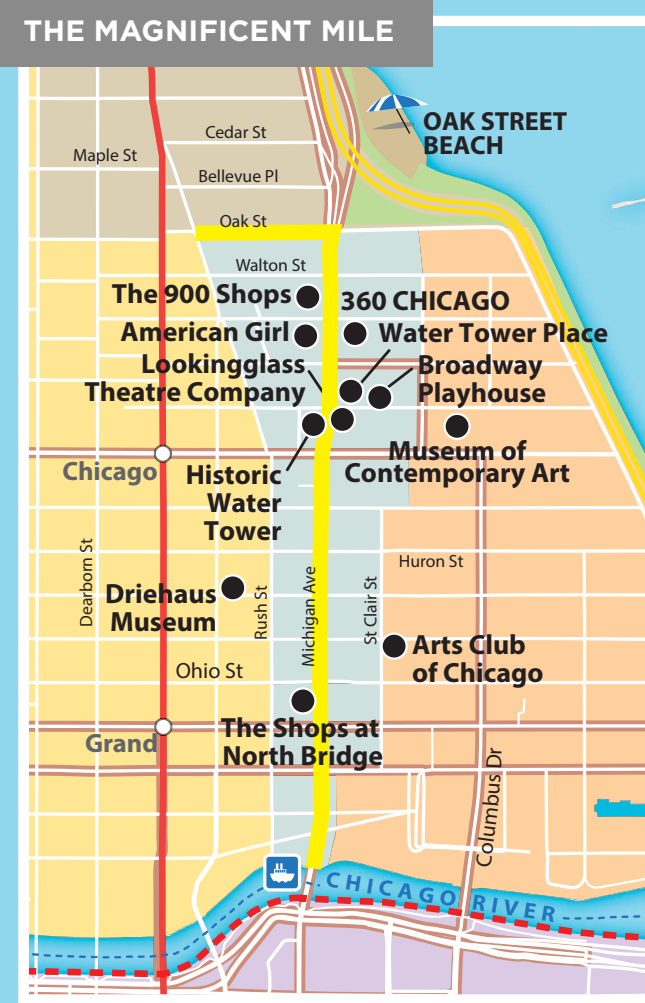 THE MAGNIFICENT MILE
OAK STREET
BEACH
Cedar St
Maple St
Bellevue Pl
Oak St
Walton St
The 900 Shops
360 CHICAGO
American Girl
Water Tower Place
Lookingglass
Theatre Company
Broadway
Playhouse
Museum of
Contemporary Art
Chicago
Historic
Water
Tower
Dearborn St
Huron St
Driehaus
Museum
Rush St
Michigan Ave
St Clair St
Arts Club
of Chicago
Ohio St
The Shops at
North Bridge
Grand
Columbus Dr
CHICAGO RIVER